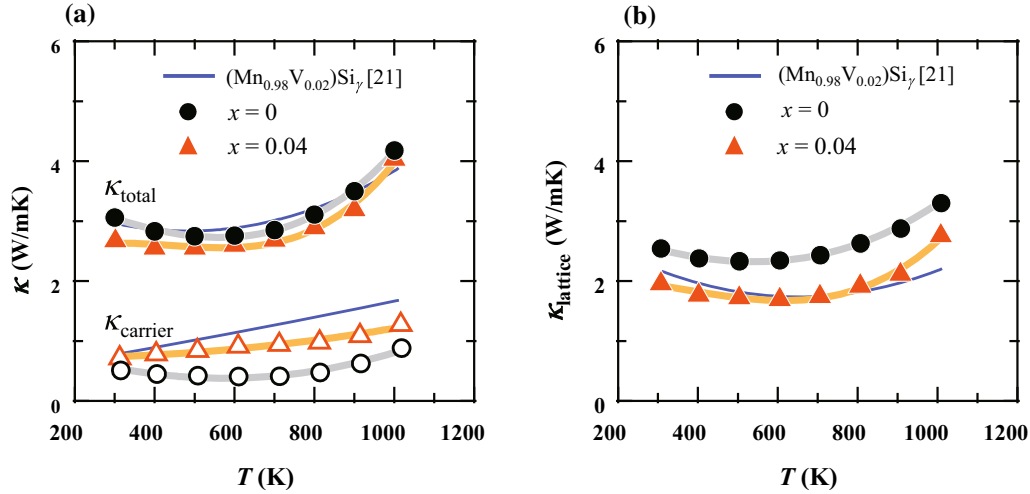 (a)
(Mn0.98V0.02)Siγ [21]
x = 0
x = 0.04
κtotal
κcarrier
κ (W/mK)
6
4
2
0
200 400 600 800 1000 1200
T (K)
(b)
(Mn0.98V0.02)Siγ [21]
x = 0
x = 0.04
κlattice (W/mK)
6
4
2
0
200 400 600 800 1000 1200
T (K)